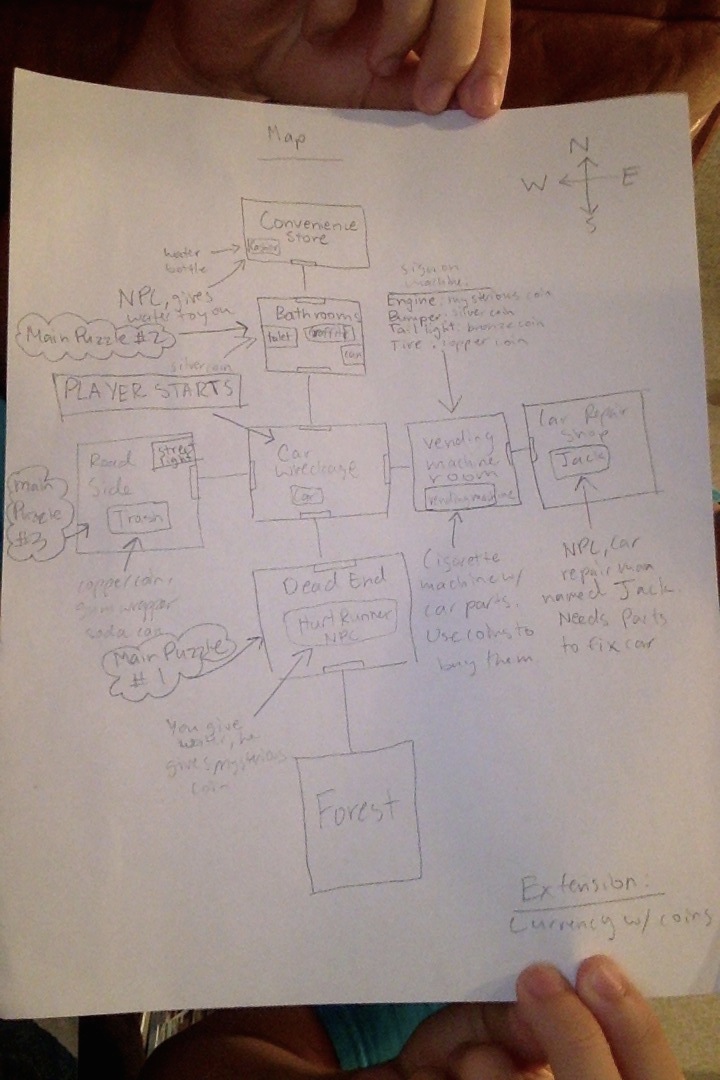 Map
N
W E
S
Convenience
Store
water
bottle
NPC, gives
water to you
Sign on
machine:
Engine: mysterious coin
Bumper: silver coin
Tail light: bronze coin
Tire: copper coin
Bathrooms
toilet
graffiti
can
Main Puzzle #2
silver coin
PLAYER STARTS
Car
wreckage
car
Road
Side
street
light
Trash
Main
Puzzle
#3
vending
machine
room
vending machine
Car Repair
Shop
Jack
copper coin,
gum wrapper
soda can
Dead End
Hurt Runner
NPC
Main Puzzle
#1
Cigarette
machine w/
car parts.
Use coins to
buy them
NPC, Car
repair man
named Jack.
Needs Parts
to fix car
You give
water, he
gives mysterious
coin
Forest
Extension:
Currency w/ coins